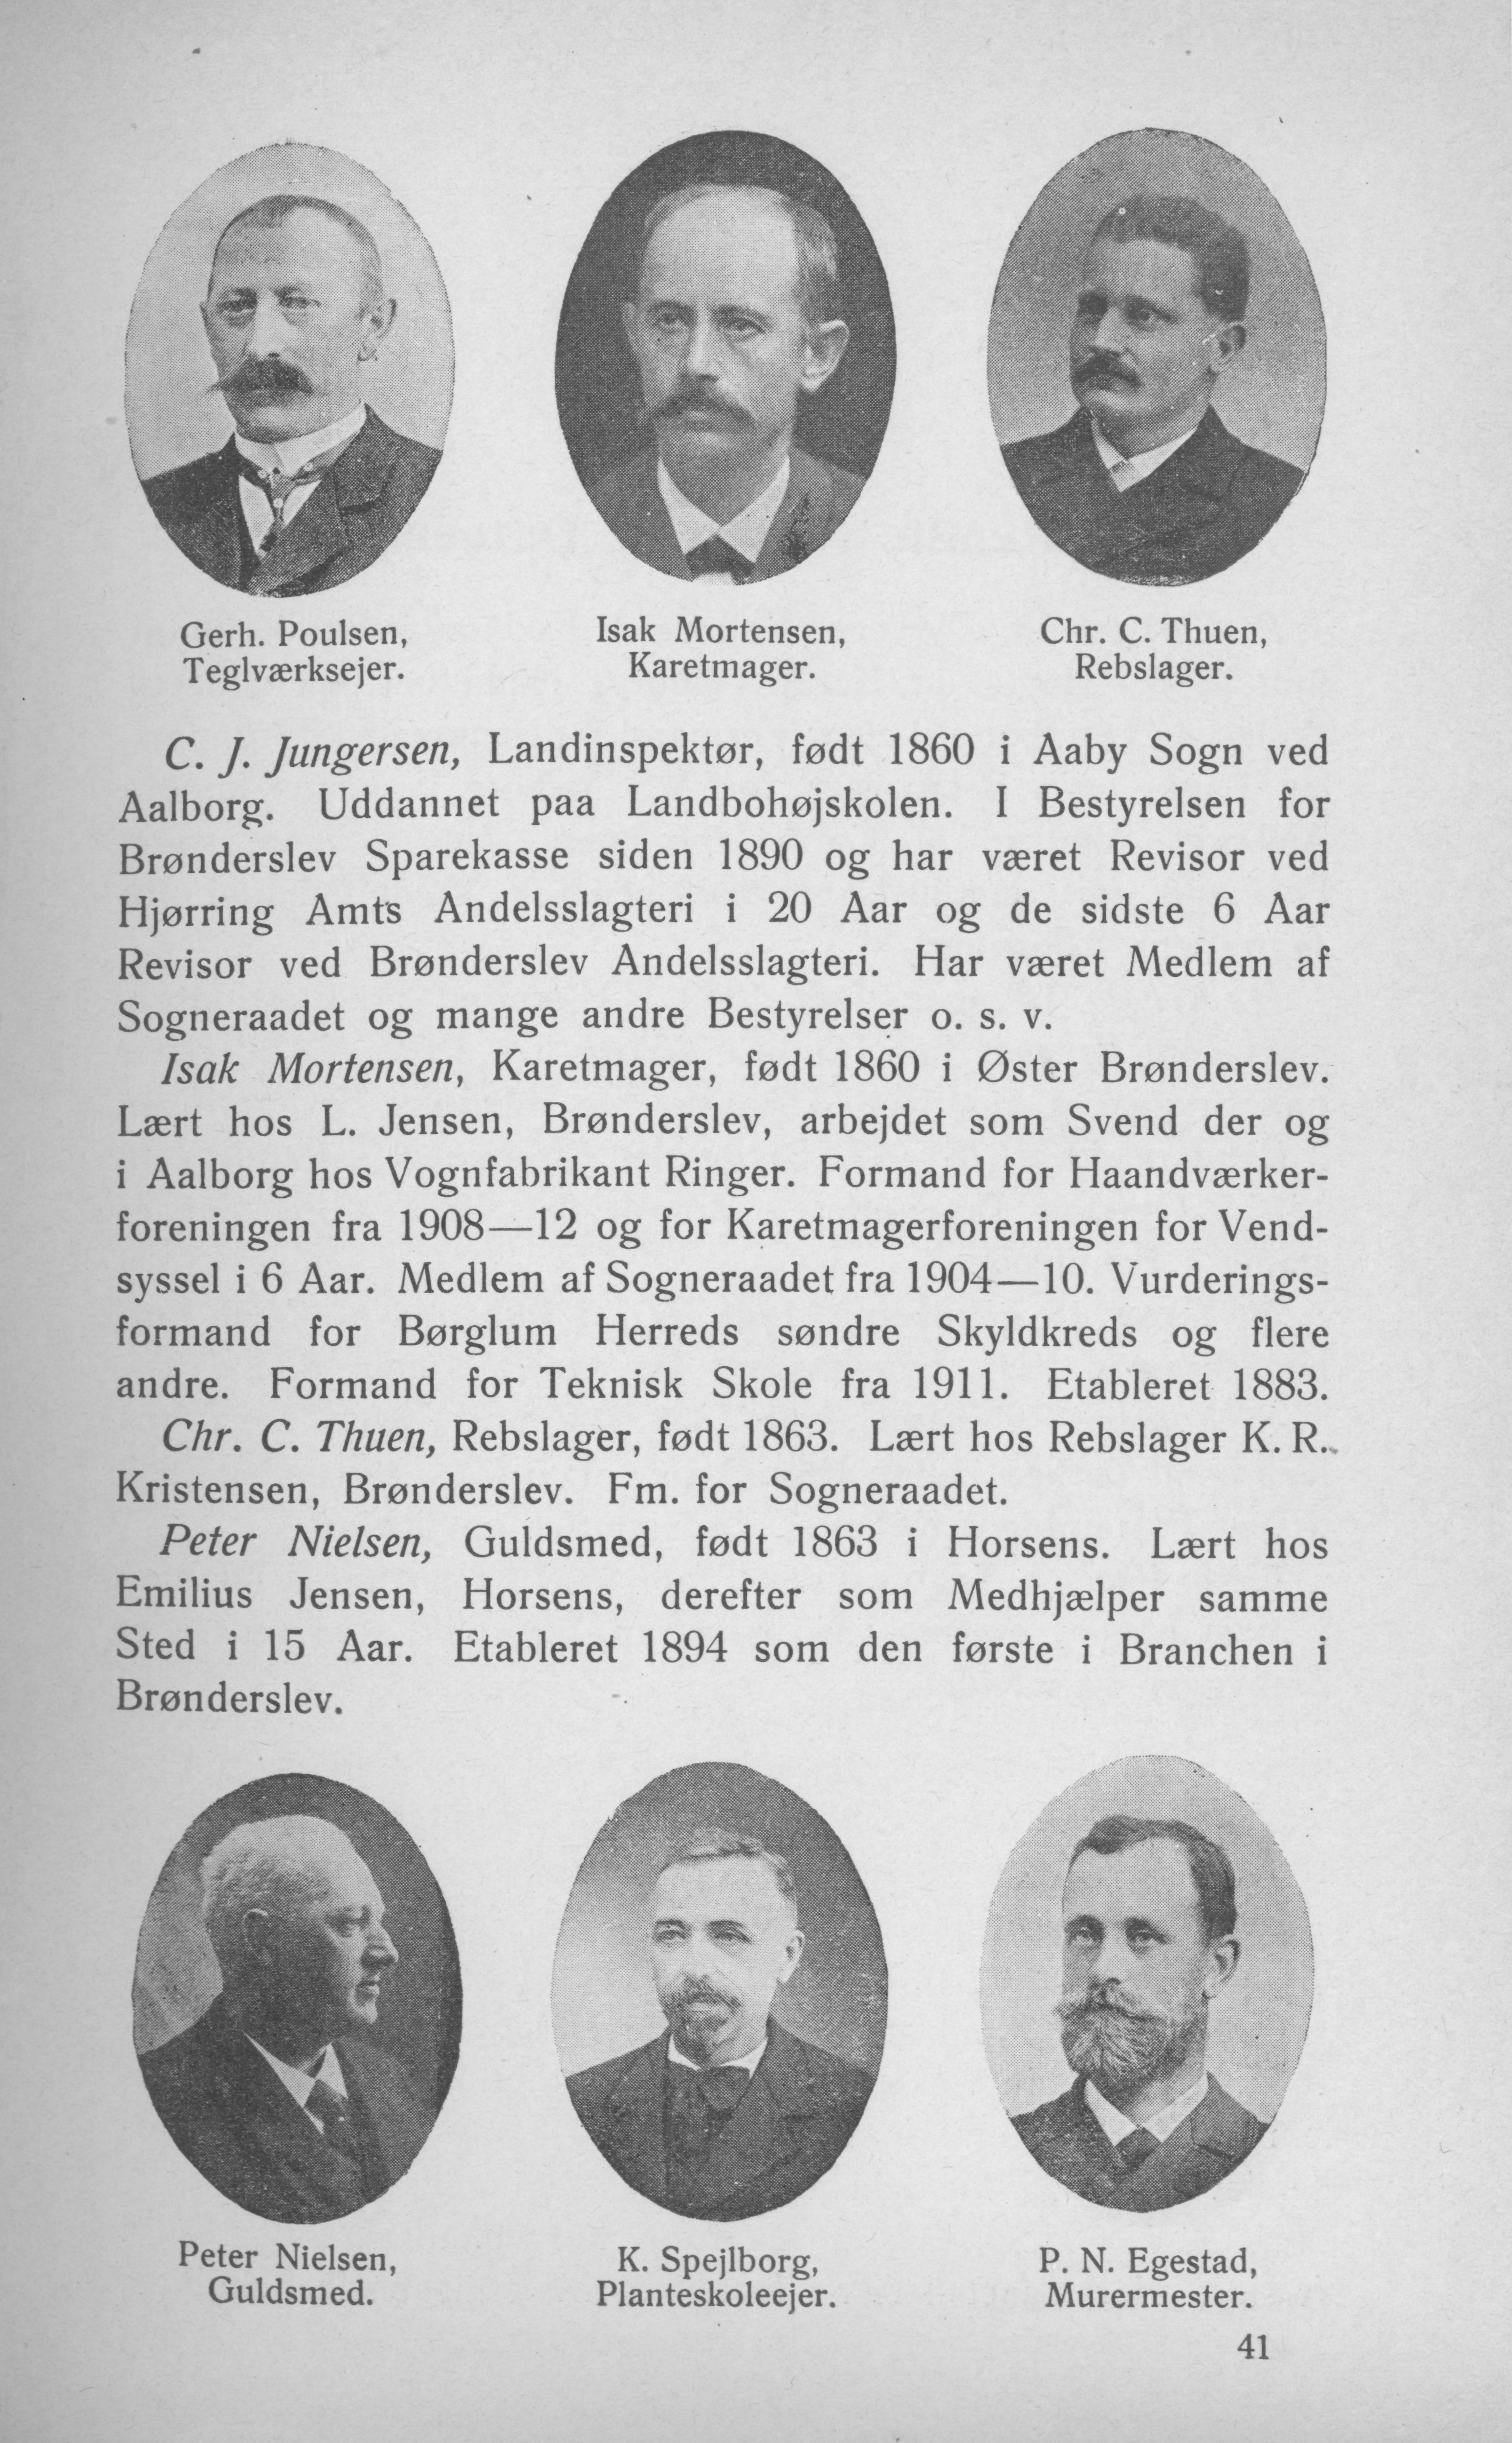 Gerh. Poulsen,
Teglværksejer.
Isak Mortensen,
Karetmager.
Chr. C. Thuen,
Rebslager.
C. J. Jungersen, Landinspektør, født 1860 i Aaby Sogn ved
Aalborg. Uddannet paa Landbohøjskolen. I Bestyrelsen for
Brønderslev Sparekasse siden 1890 og har været Revisor ved
Hjørring Amts Andelsslagteri i 20 Aar og de sidste 6 Aar
Revisor ved Brønderslev Andelsslagteri. Har været Medlem af
Sogneraadet og mange andre Bestyrelser o. s. v.
Isak Mortensen, Karetmager, født 1860 i Øster Brønderslev.
Lært hos L. Jensen, Brønderslev, arbejdet som Svend der og
i Aalborg hos Vognfabrikant Ringer. Formand for Haandværker-
foreningen fra 1908—12 og for Karetmagerforeningen for Vend-
syssel i 6 Aar. Medlem af Sogneraadet fra 1904—10. Vurderings-
formand for Børglum Herreds søndre Skyldkreds og flere
andre. Formand for Teknisk Skole fra 1911. Etableret 1883.
Chr. C. Thuen, Rebslager, født 1863. Lært hos Rebslager K. R.
Kristensen, Brønderslev. Fm. for Sogneraadet.
Peter Nielsen, Guldsmed, født 1863 i Horsens. Lært hos
Emilius Jensen, Horsens, derefter som Medhjælper samme
Sted i 15 Aar. Etableret 1894 som den første i Branchen i
Brønderslev.
Peter Nielsen,
Guldsmed.
K. Spejlborg,
Planteskoleejer.
P. N. Egestad,
Murermester.
41